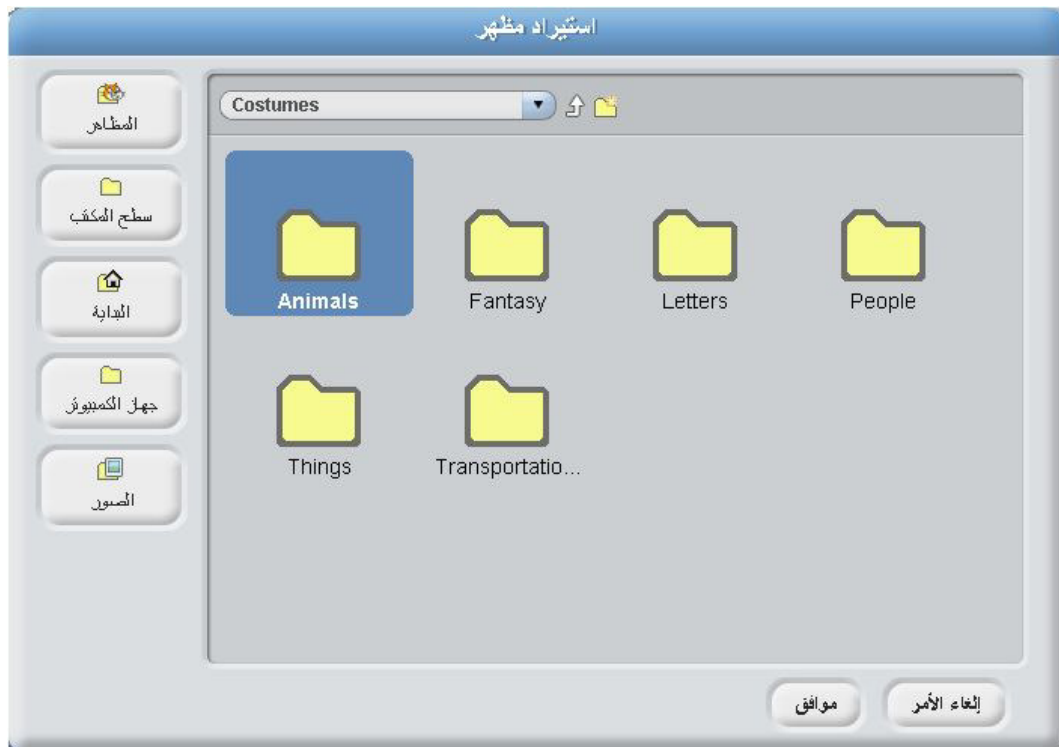 استيراد مظهر
Costumes
المظاهر
سطح المكتب
البداية
جهاز الكمبيوتر
الصور
Animals
Fantasy
Letters
People
Things
Transportatio...
موافق
إلغاء الأمر